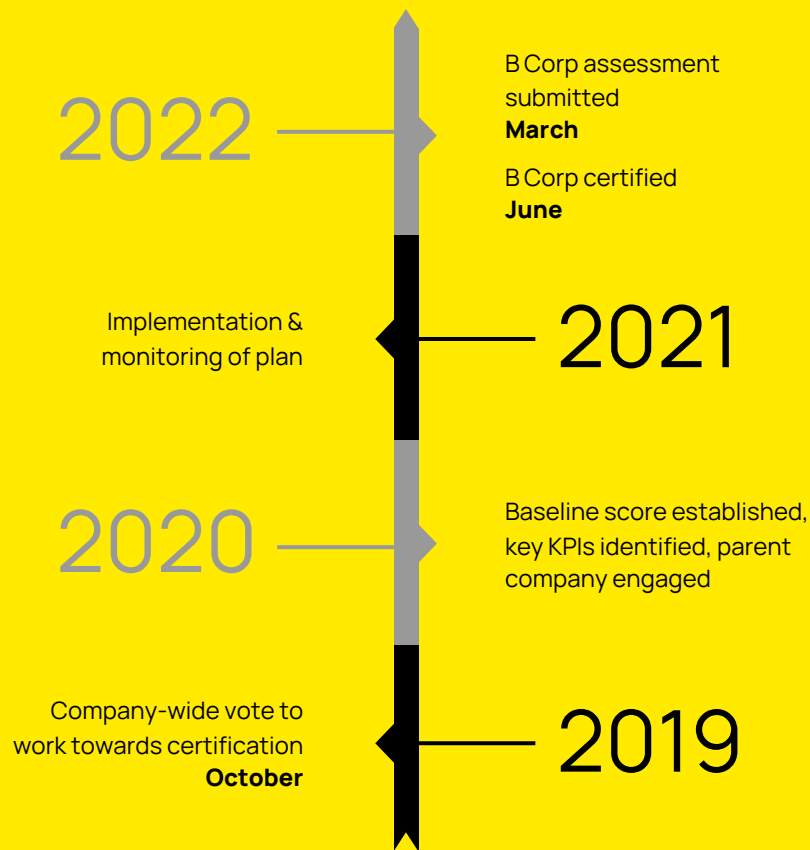 2022
B Corp assessment
submitted
March
B Corp certified
June
Implementation &
monitoring of plan
2021
2020
Baseline score established,
key KPIs identified, parent
company engaged
Company-wide vote to
work towards certification
October
2019